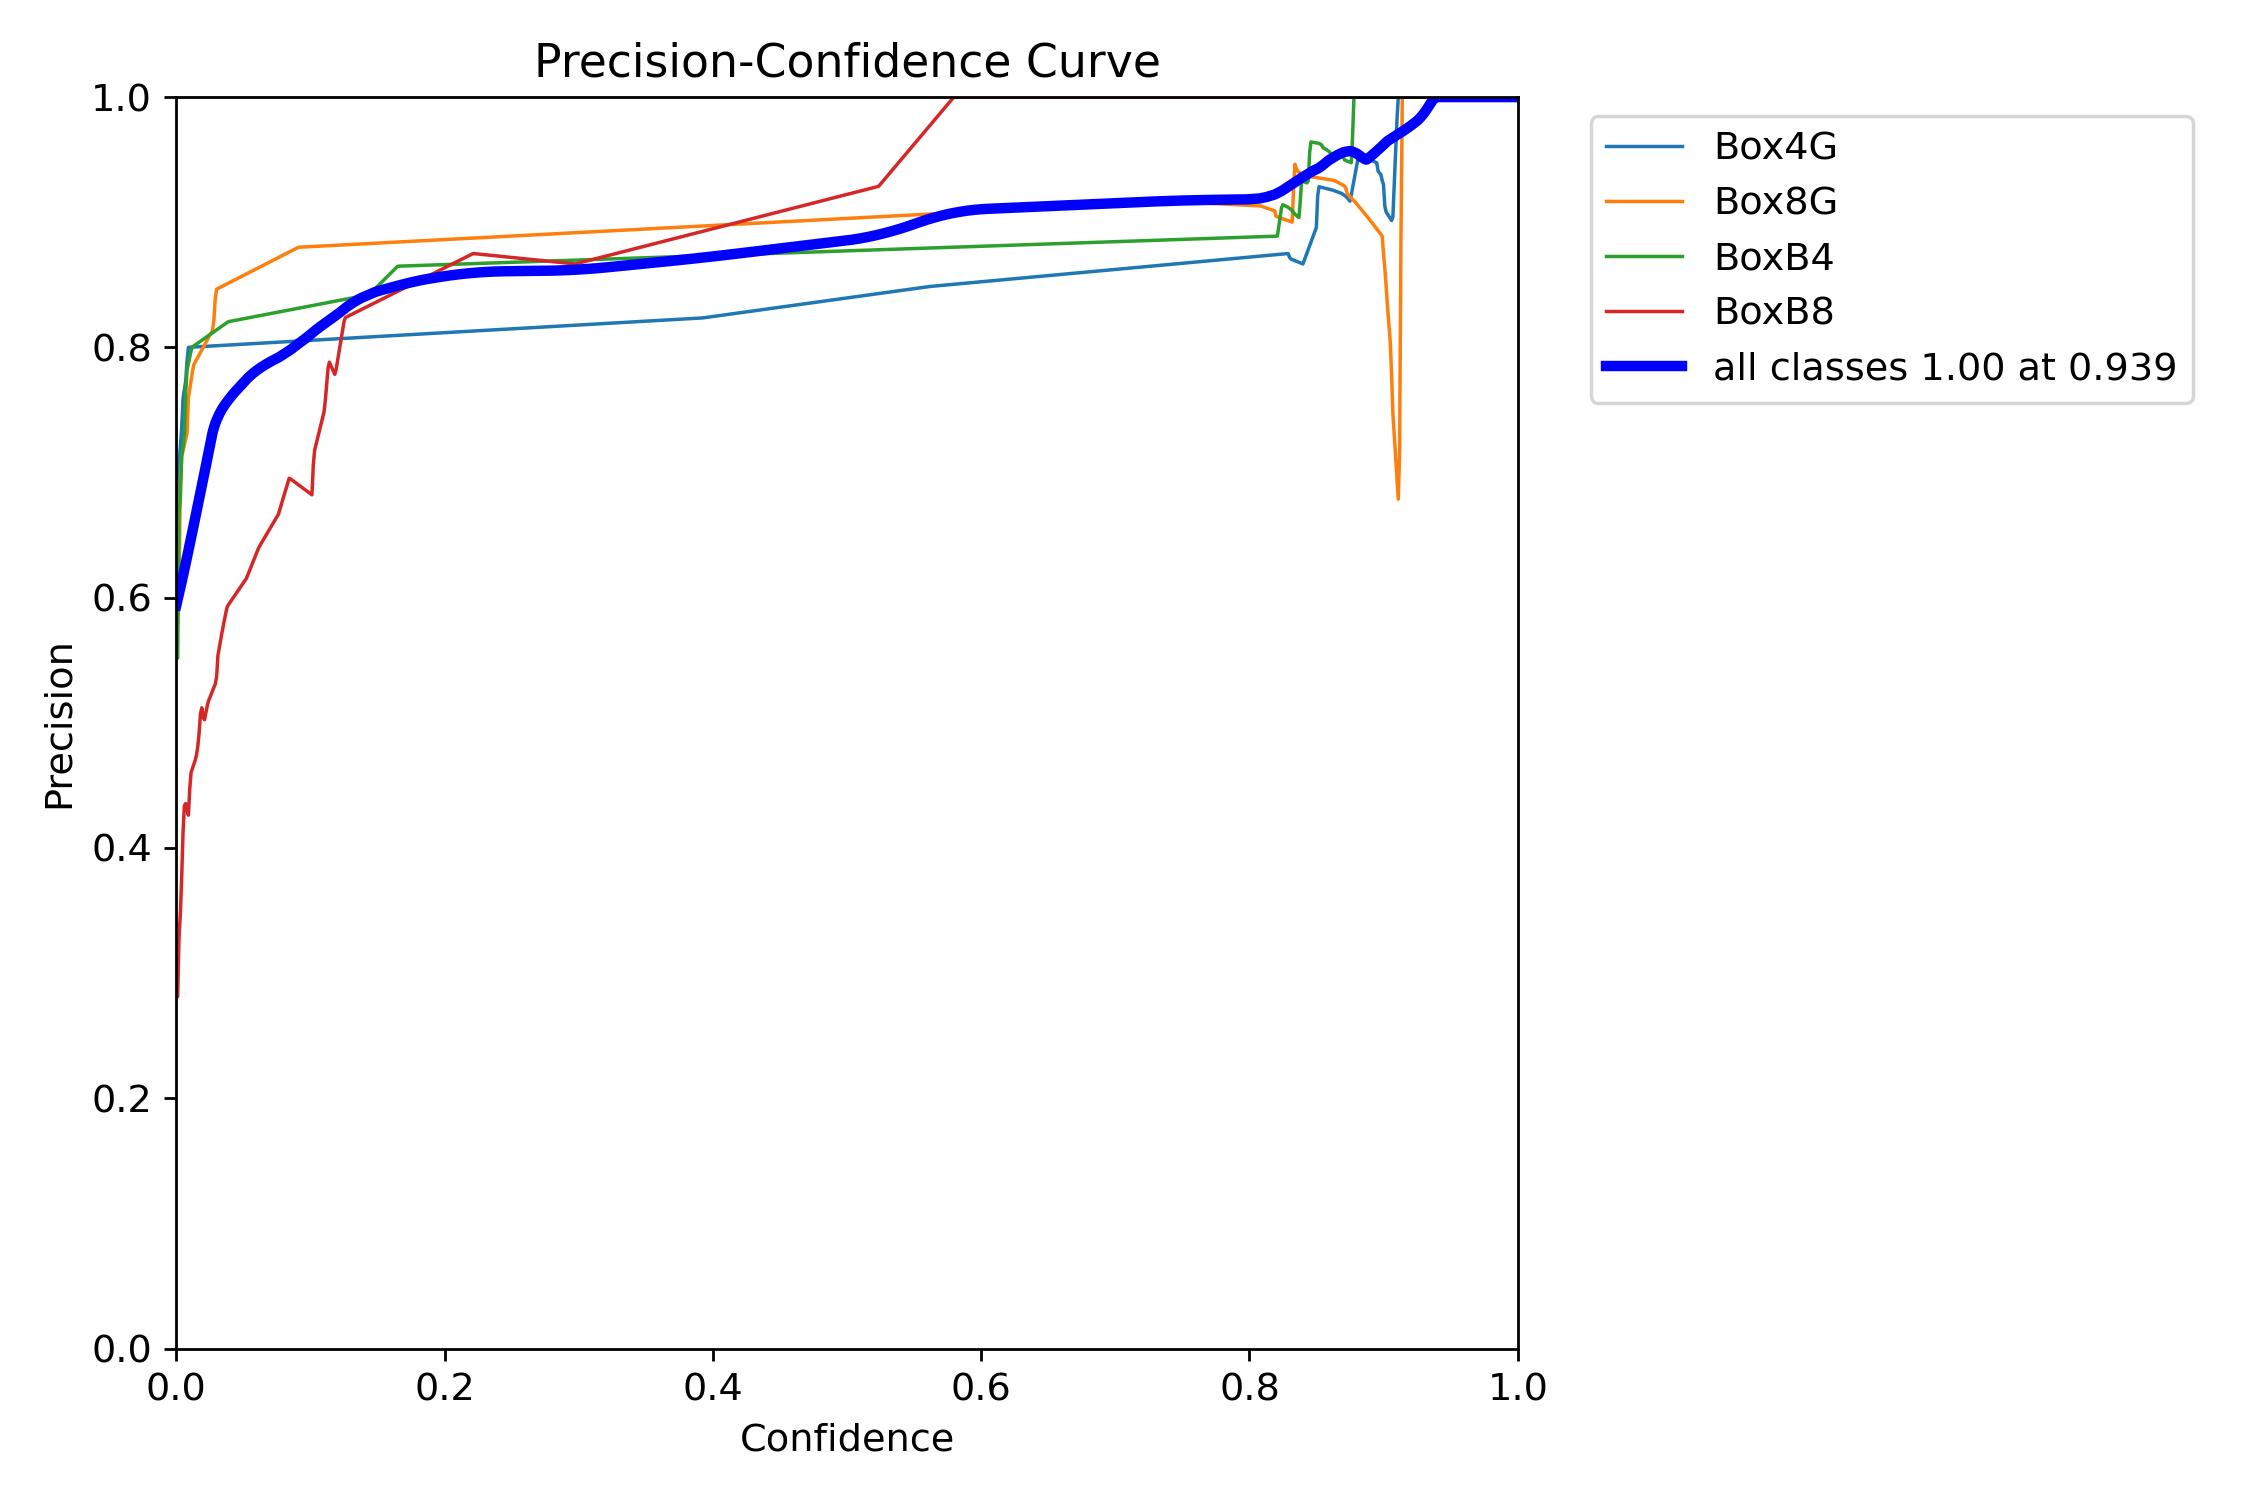 Precision-Confidence Curve
1.0
0.8
0.6
0.4
0.2
0.0
Precision
0.0 0.2 0.4 0.6 0.8 1.0
Confidence
Box4G
Box8G
BoxB4
BoxB8
all classes 1.00 at 0.939